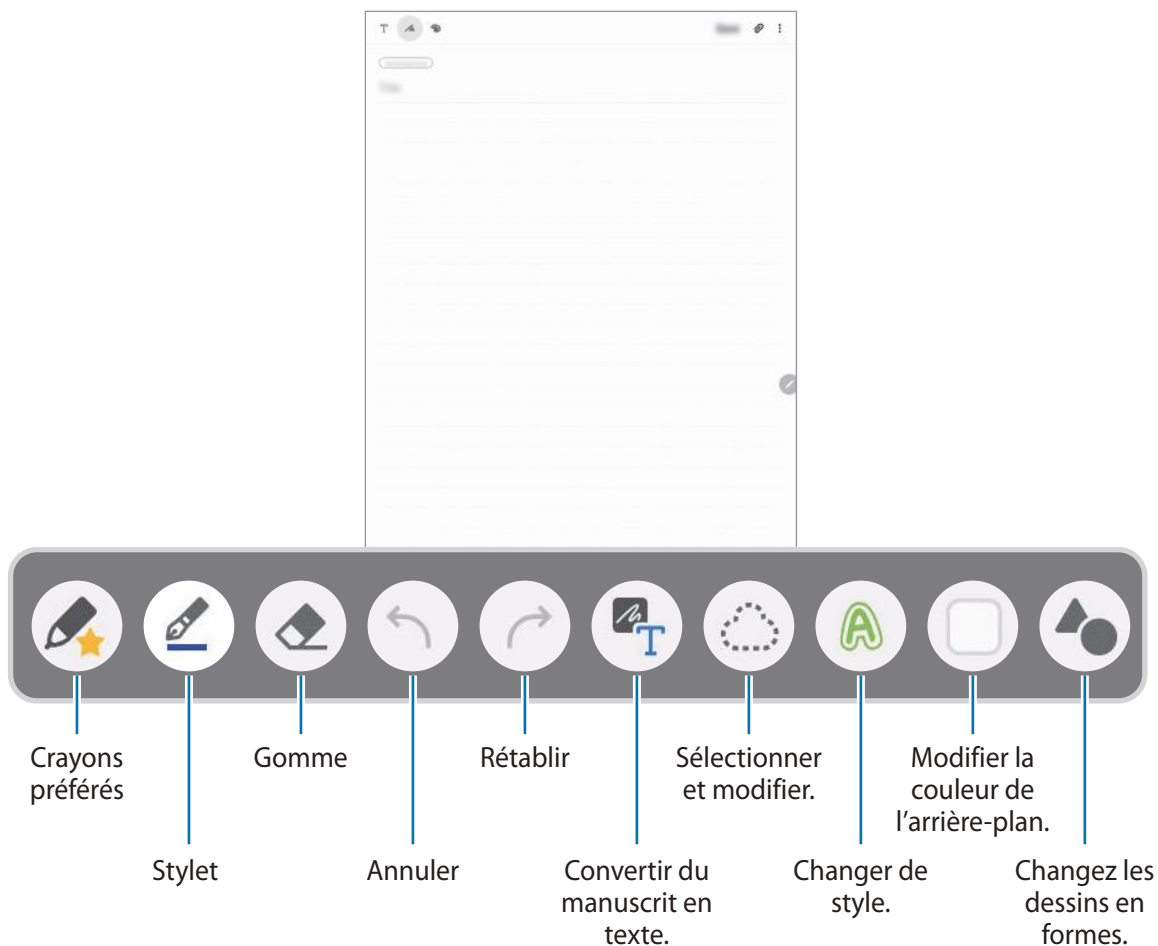 T
Crayons
préférés
Gomme
Rétablir
Sélectionner
et modifier.
Modifier la
couleur de
l'arrière-plan.
Stylet
Annuler
Convertir du
manuscrit en
texte.
Changer de
style.
Changez les
dessins en
formes.